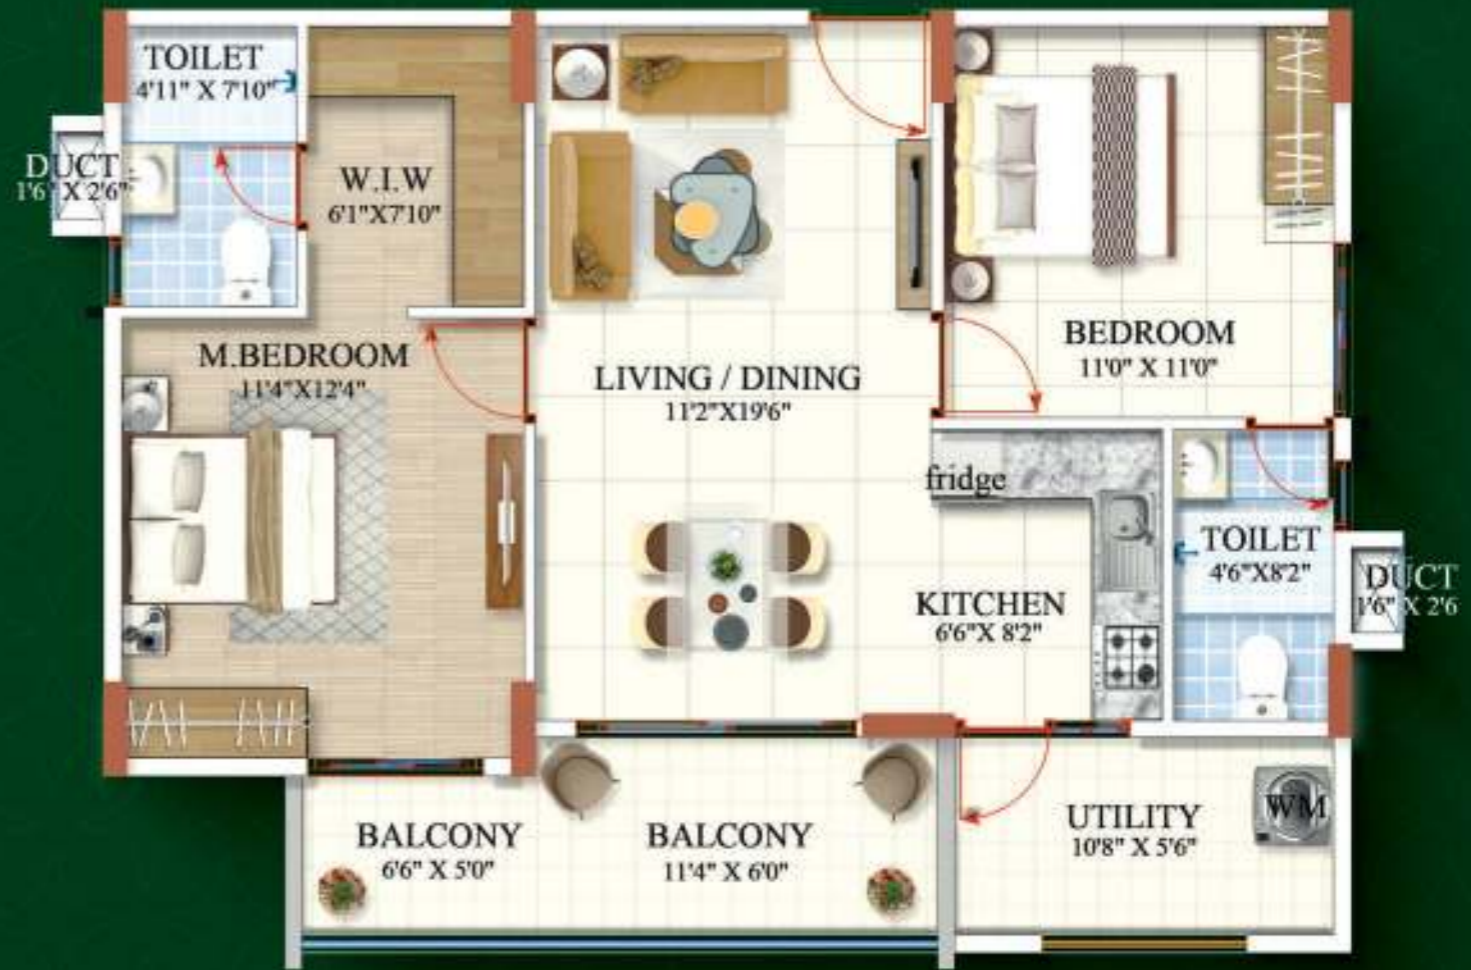 TOILET
4'11" X 7'10"
DUCT
1'6" X 2'6"
W.I.W
6'1"X7'10"
M.BEDROOM
11'4"X12'4"
LIVING / DINING
11'2"X19'6"
BEDROOM
11'0" X 11'0"
fridge
KITCHEN
6'6"X 8'2"
TOILET
4'6"X8'2"
DUCT
1'6" X 2'6
BALCONY
6'6" X 5'0"
BALCONY
11'4" X 6'0"
UTILITY
10'8" X 5'6"
WM